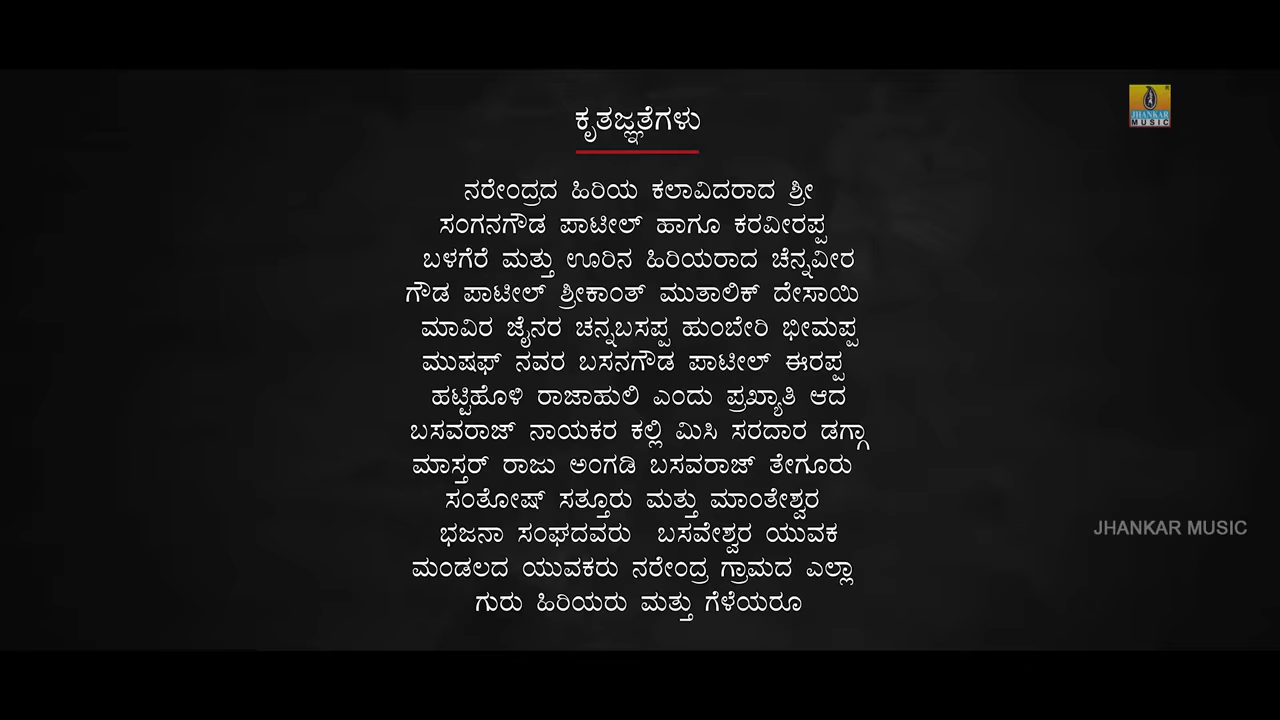 ಕೃತಜ್ಞತೆಗಳು
JHANKAR
MUSIC
ನರೇಂದ್ರದ ಹಿರಿಯ ಕಲಾವಿದರಾದ ಶ್ರೀ
ಸಂಗನಗೌಡ ಪಾಟೀಲ್ ಹಾಗೂ ಕರವೀರಪ್ಪ
ಬಳಗೆರೆ ಮತ್ತು ಊರಿನ ಹಿರಿಯರಾದ ಚೆನ್ನವೀರ
ಗೌಡ ಪಾಟೀಲ್ ಶ್ರೀಕಾಂತ್ ಮುತಾಲಿಕ್ ದೇಸಾಯಿ
ಮಾವಿರ ಜೈನರ ಚನ್ನಬಸಪ್ಪ ಹುಂಬೇರಿ ಭೀಮಪ್ಪ
ಮುಷಫ್ ನವರ ಬಸನಗೌಡ ಪಾಟೀಲ್ ಈರಪ್ಪ
ಹಟ್ಟಿಹೊಳಿ ರಾಜಾಹುಲಿ ಎಂದು ಪ್ರಖ್ಯಾತಿ ಆದ
ಬಸವರಾಜ್ ನಾಯಕರ ಕಲ್ಲಿ ಮಿಸಿ ಸರದಾರ ಡಗ್ಗಾ
ಮಾಸ್ತರ್ ರಾಜು ಅಂಗಡಿ ಬಸವರಾಜ್ ತೇಗೂರು
ಸಂತೋಷ್ ಸತ್ತೂರು ಮತ್ತು ಮಾಂತೇಶ್ವರ
ಭಜನಾ ಸಂಘದವರು ಬಸವೇಶ್ವರ ಯುವಕ
ಮಂಡಲದ ಯುವಕರು ನರೇಂದ್ರ ಗ್ರಾಮದ ಎಲ್ಲಾ
ಗುರು ಹಿರಿಯರು ಮತ್ತು ಗೆಳೆಯರೂ
JHANKAR MUSIC